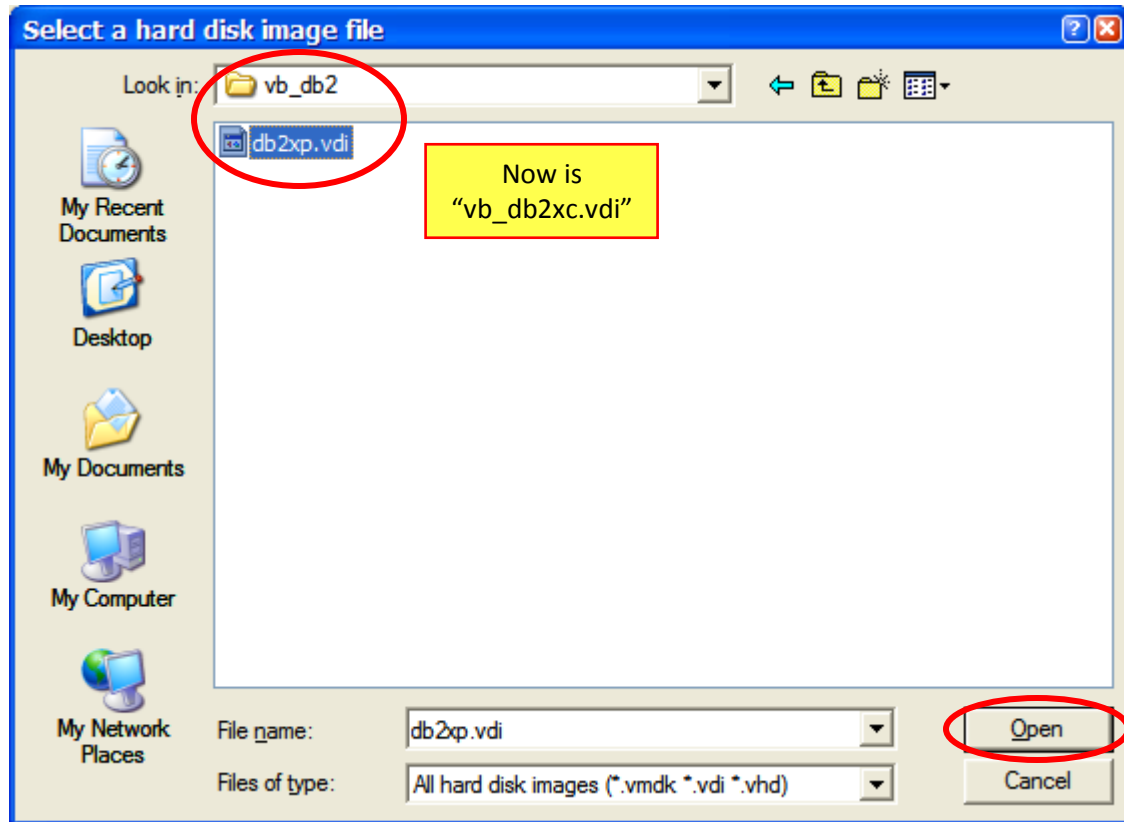 Select a hard disk image file
Look in: vb_db2
db2xp.vdi
Now is
“vb_db2xc.vdi”
My Recent
Documents
Desktop
My Documents
My Computer
My Network
Places
File name: db2xp.vdi
Open
Files of type: All hard disk images (*.vmdk *.vdi *.vhd)
Cancel